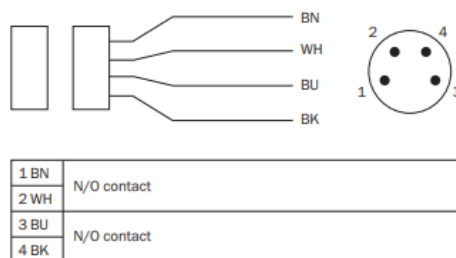 BN
WH
BU
BK
2 4
1 3
1 BN
2 WH
N/O contact
3 BU
4 BK
N/O contact